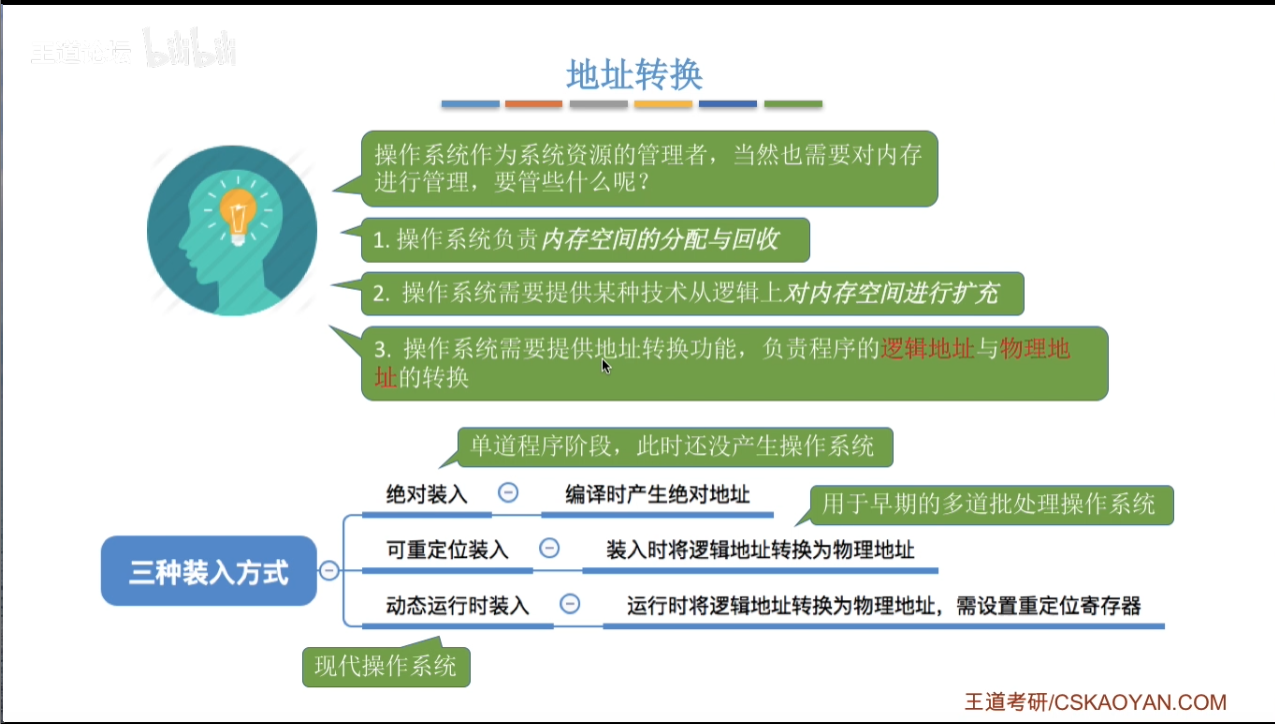 王道论坛 bilibili
地址转换
操作系统作为系统资源的管理者，当然也需要对内存
进行管理，要管些什么呢？
1. 操作系统负责内存空间的分配与回收
2. 操作系统需要提供某种技术从逻辑上对内存空间进行扩充
3. 操作系统需要提供地址转换功能，负责程序的逻辑地址与物理地
址的转换
单道程序阶段，此时还没产生操作系统
绝对装入 编译时产生绝对地址
用于早期的多道批处理操作系统
可重定位装入 装入时将逻辑地址转换为物理地址
三种装入方式
动态运行时装入 运行时将逻辑地址转换为物理地址，需设置重定位寄存器
现代操作系统
王道考研/CSKAOYAN.COM